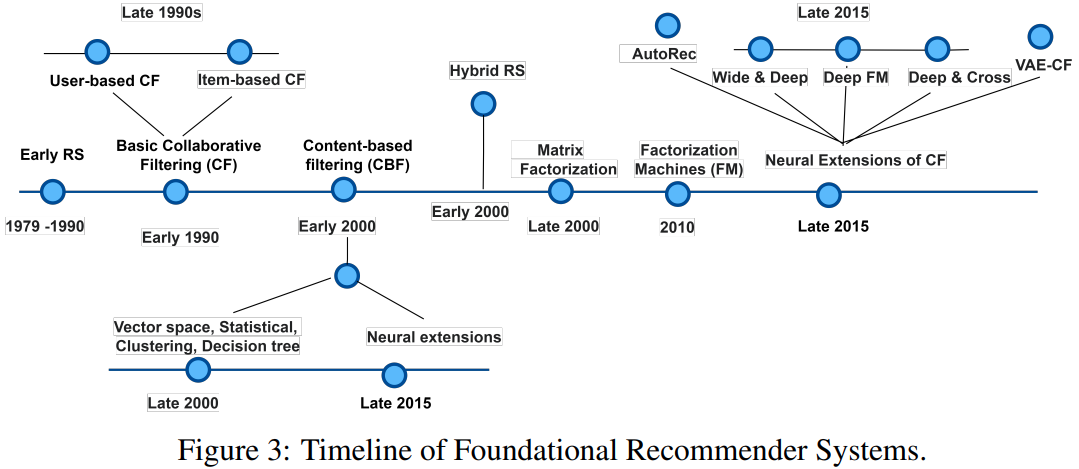 Late 1990s
Late 2015
User-based CF
Item-based CF
Hybrid RS
AutoRec
Wide & Deep
Deep FM
Deep & Cross
VAE-CF
Early RS
Basic Collaborative
Filtering (CF)
Content-based
filtering (CBF)
Matrix
Factorization
Factorization
Machines (FM)
Neural Extensions of CF
1979 -1990
Early 1990
Early 2000
Early 2000
Late 2000
2010
Late 2015
Vector space, Statistical,
Clustering, Decision tree
Neural extensions
Late 2000
Late 2015
Figure 3: Timeline of Foundational Recommender Systems.